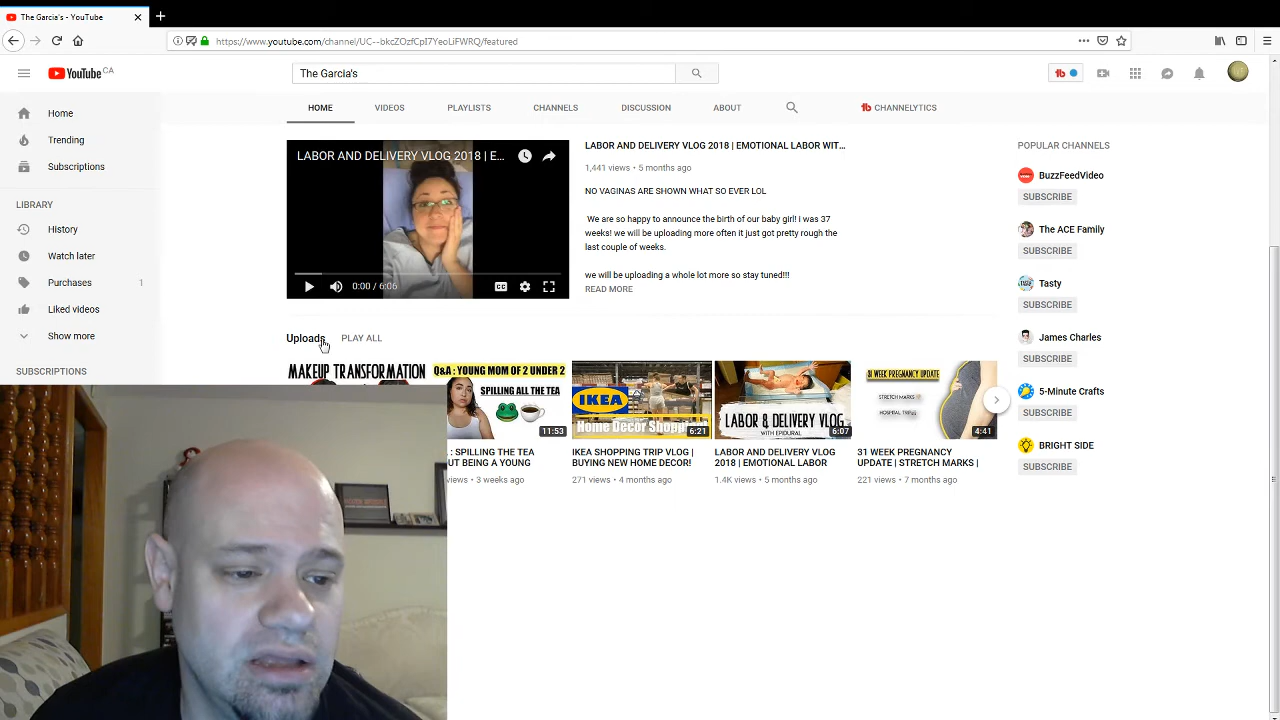 The Garcia's - YouTube
https://www.youtube.com/channel/UC--bkcZOzfCpI7YeoLiFWRQ/featured
YouTube CA
The Garcia's
tb
HOME VIDEOS PLAYLISTS CHANNELS DISCUSSION ABOUT tb CHANNELYTICS
Home
Trending
Subscriptions
LIBRARY
History
Watch later
Purchases 1
Liked videos
Show more
SUBSCRIPTIONS
LABOR AND DELIVERY VLOG 2018 | E...
0:00 / 6:06
CC
LABOR AND DELIVERY VLOG 2018 | EMOTIONAL LABOR WIT...
1,441 views • 5 months ago
NO VAGINAS ARE SHOWN WHAT SO EVER LOL
We are so happy to announce the birth of our baby girl! i was 37
weeks! we will be uploading more often it just got pretty rough the
last couple of weeks.
we will be uploading a whole lot more so stay tuned!!!
READ MORE
Uploads PLAY ALL
MAKEUP TRANSFORMATION
Q&A : YOUNG MOM OF 2 UNDER 2
SPILLING ALL THE
TEA
11:53
: SPILLING THE TEA
UT BEING A YOUNG
views • 3 weeks ago
IKEA
Home Decor Shopping
6:21
IKEA SHOPPING TRIP VLOG |
BUYING NEW HOME DECOR!
271 views • 4 months ago
LABOR & DELIVERY VLOG
WITH EPIDURAL
6:07
LABOR AND DELIVERY VLOG
2018 | EMOTIONAL LABOR
1.4K views • 5 months ago
31 WEEK PREGNANCY
UPDATE
STRETCH MARKS
HOSPITAL TRIPS
4:41
31 WEEK PREGNANCY
UPDATE | STRETCH MARKS |
221 views • 7 months ago
POPULAR CHANNELS
BuzzFeedVideo
SUBSCRIBE
The ACE Family
SUBSCRIBE
Tasty
SUBSCRIBE
James Charles
SUBSCRIBE
5-Minute Crafts
SUBSCRIBE
BRIGHT SIDE
SUBSCRIBE